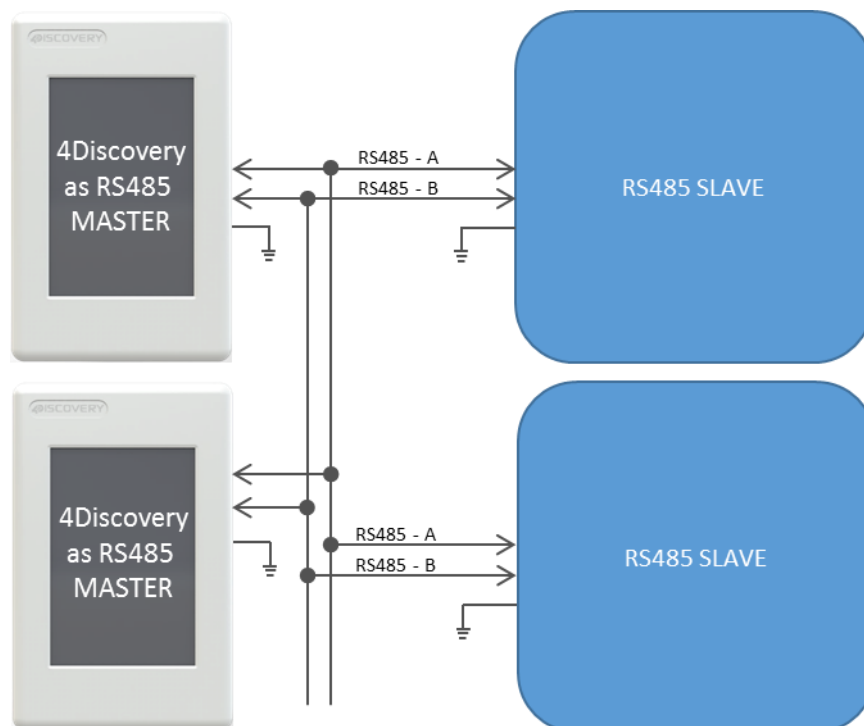 4DISCOVERY
4Discovery
as RS485
MASTER
RS485 - A
RS485 - B
RS485 SLAVE
4DISCOVERY
4Discovery
as RS485
MASTER
RS485 - A
RS485 - B
RS485 SLAVE